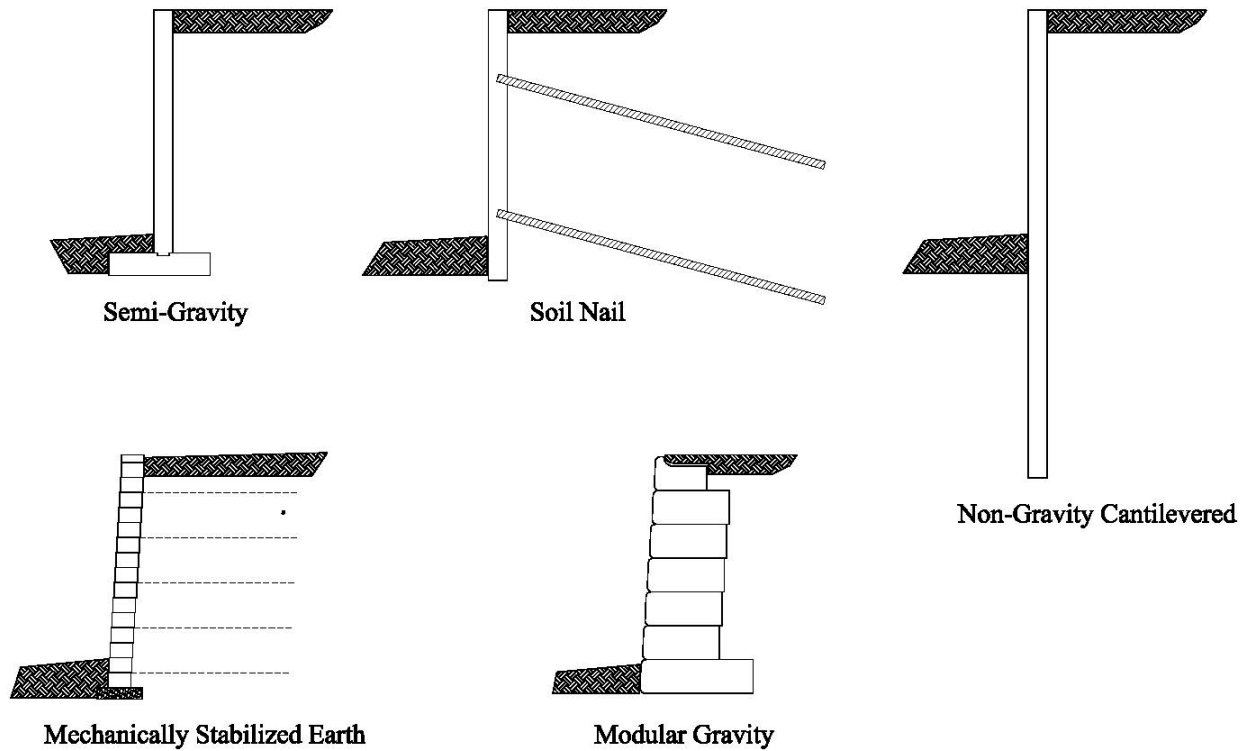 Semi-Gravity
Soil Nail
Non-Gravity Cantilevered
Mechanically Stabilized Earth
Modular Gravity